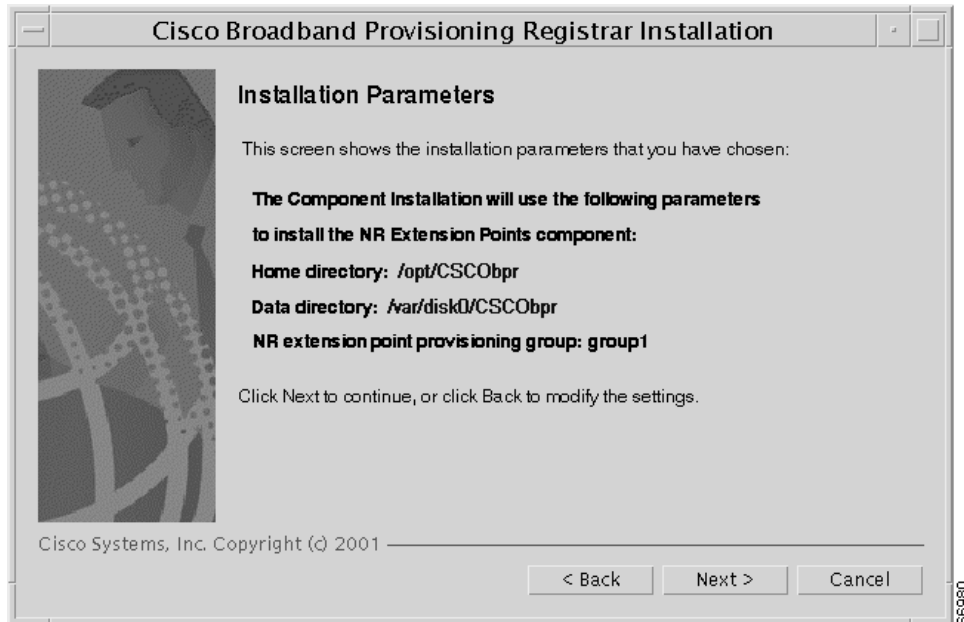 Cisco Broadband Provisioning Registrar Installation
Installation Parameters
This screen shows the installation parameters that you have chosen:
The Component Installation will use the following parameters
to install the NR Extension Points component:
Home directory: /opt/CSCObpr
Data directory: /var/disk0/CSCObpr
NR extension point provisioning group: group1
Click Next to continue, or click Back to modify the settings.
Cisco Systems, Inc. Copyright (c) 2001
< Back
Next >
Cancel
66980